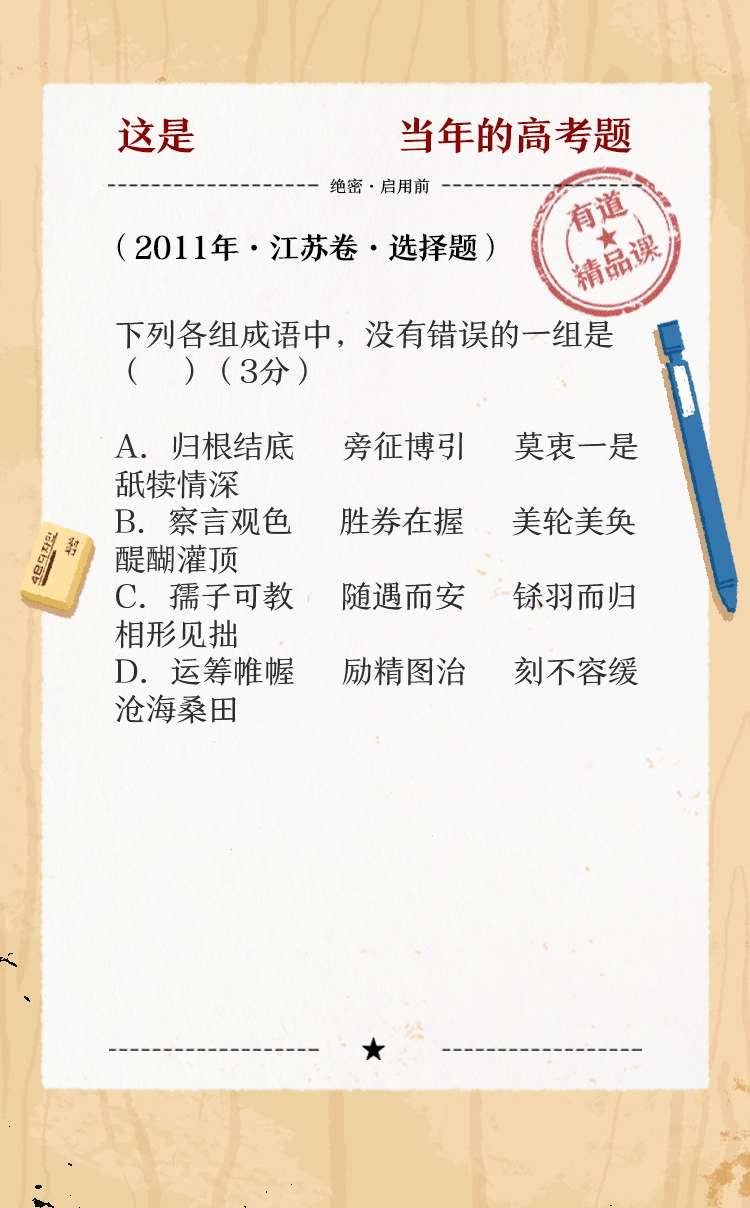 这是 当年的高考题
绝密·启用前
有道
精品课
（2011年·江苏卷·选择题）
下列各组成语中，没有错误的一组是
（ ）（3分）
A．归根结底 旁征博引 莫衷一是
舐犊情深
B．察言观色 胜券在握 美轮美奂
醍醐灌顶
C．孺子可教 随遇而安 铩羽而归
相形见拙
D．运筹帷幄 励精图治 刻不容缓
沧海桑田